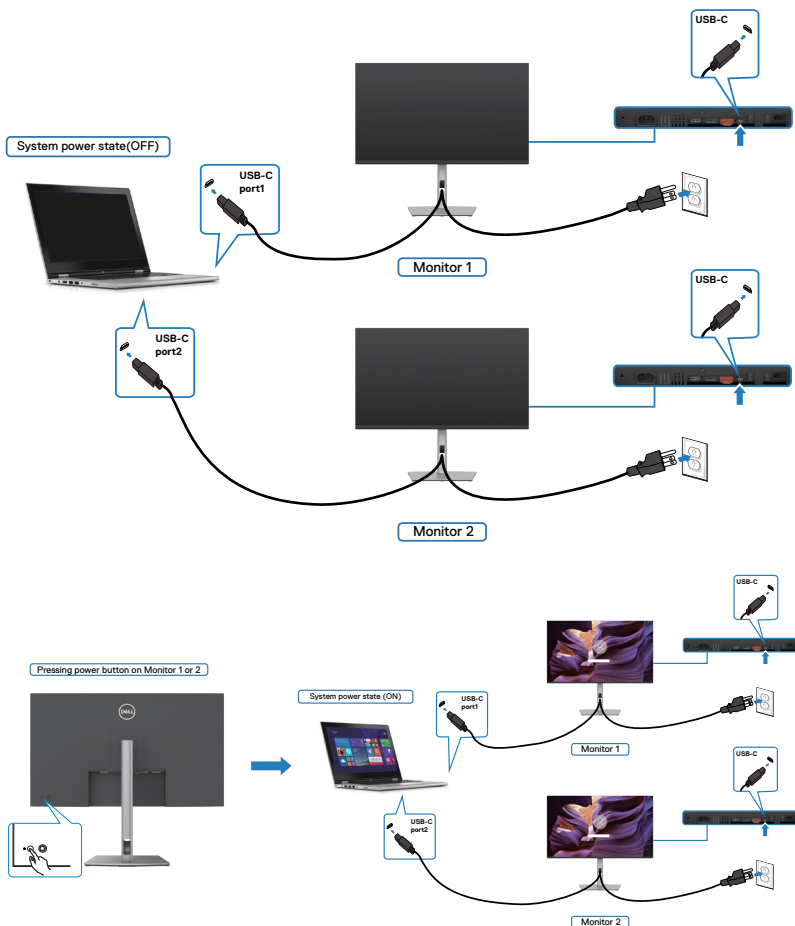 USB-C
System power state(OFF)
USB-C
port1
Monitor 1
USB-C
USB-C
port2
Monitor 2
USB-C
Pressing power button on Monitor 1 or 2
System power state (ON)
USB-C
port1
DELL
Monitor 1
USB-C
USB-C
port2
Monitor 2